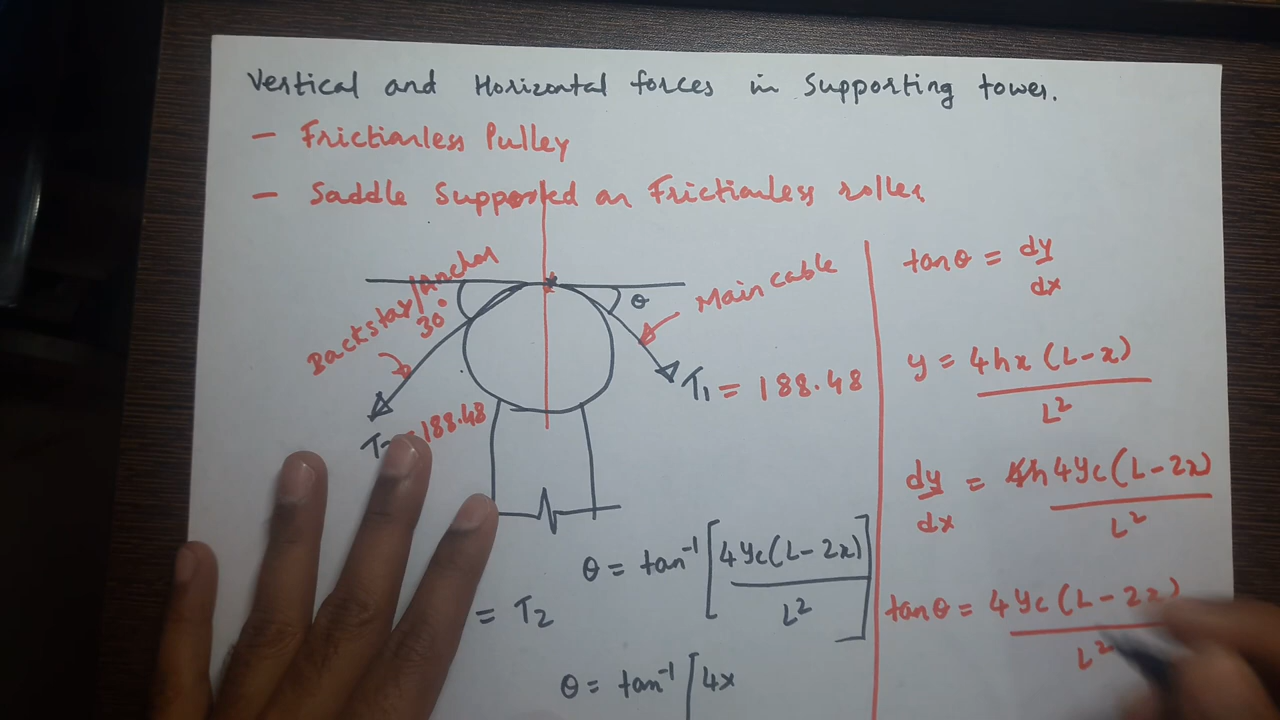 Vertical and Horizontal forces in Supporting tower.
- Frictionless Pulley
- Saddle Supported on Frictionless roller
Backstay/Anchor
30°
θ
Main cable
T1 = 188.48
T2 = 188.48
tanθ = dy/dx
y = 4hx(L-x)/L²
dy/dx = 4yc(L-2x)/L²
tanθ = 4yc(L-2x)/L²
θ = tan⁻¹[4yc(L-2x)/L²]
= T2
θ = tan⁻¹[4x